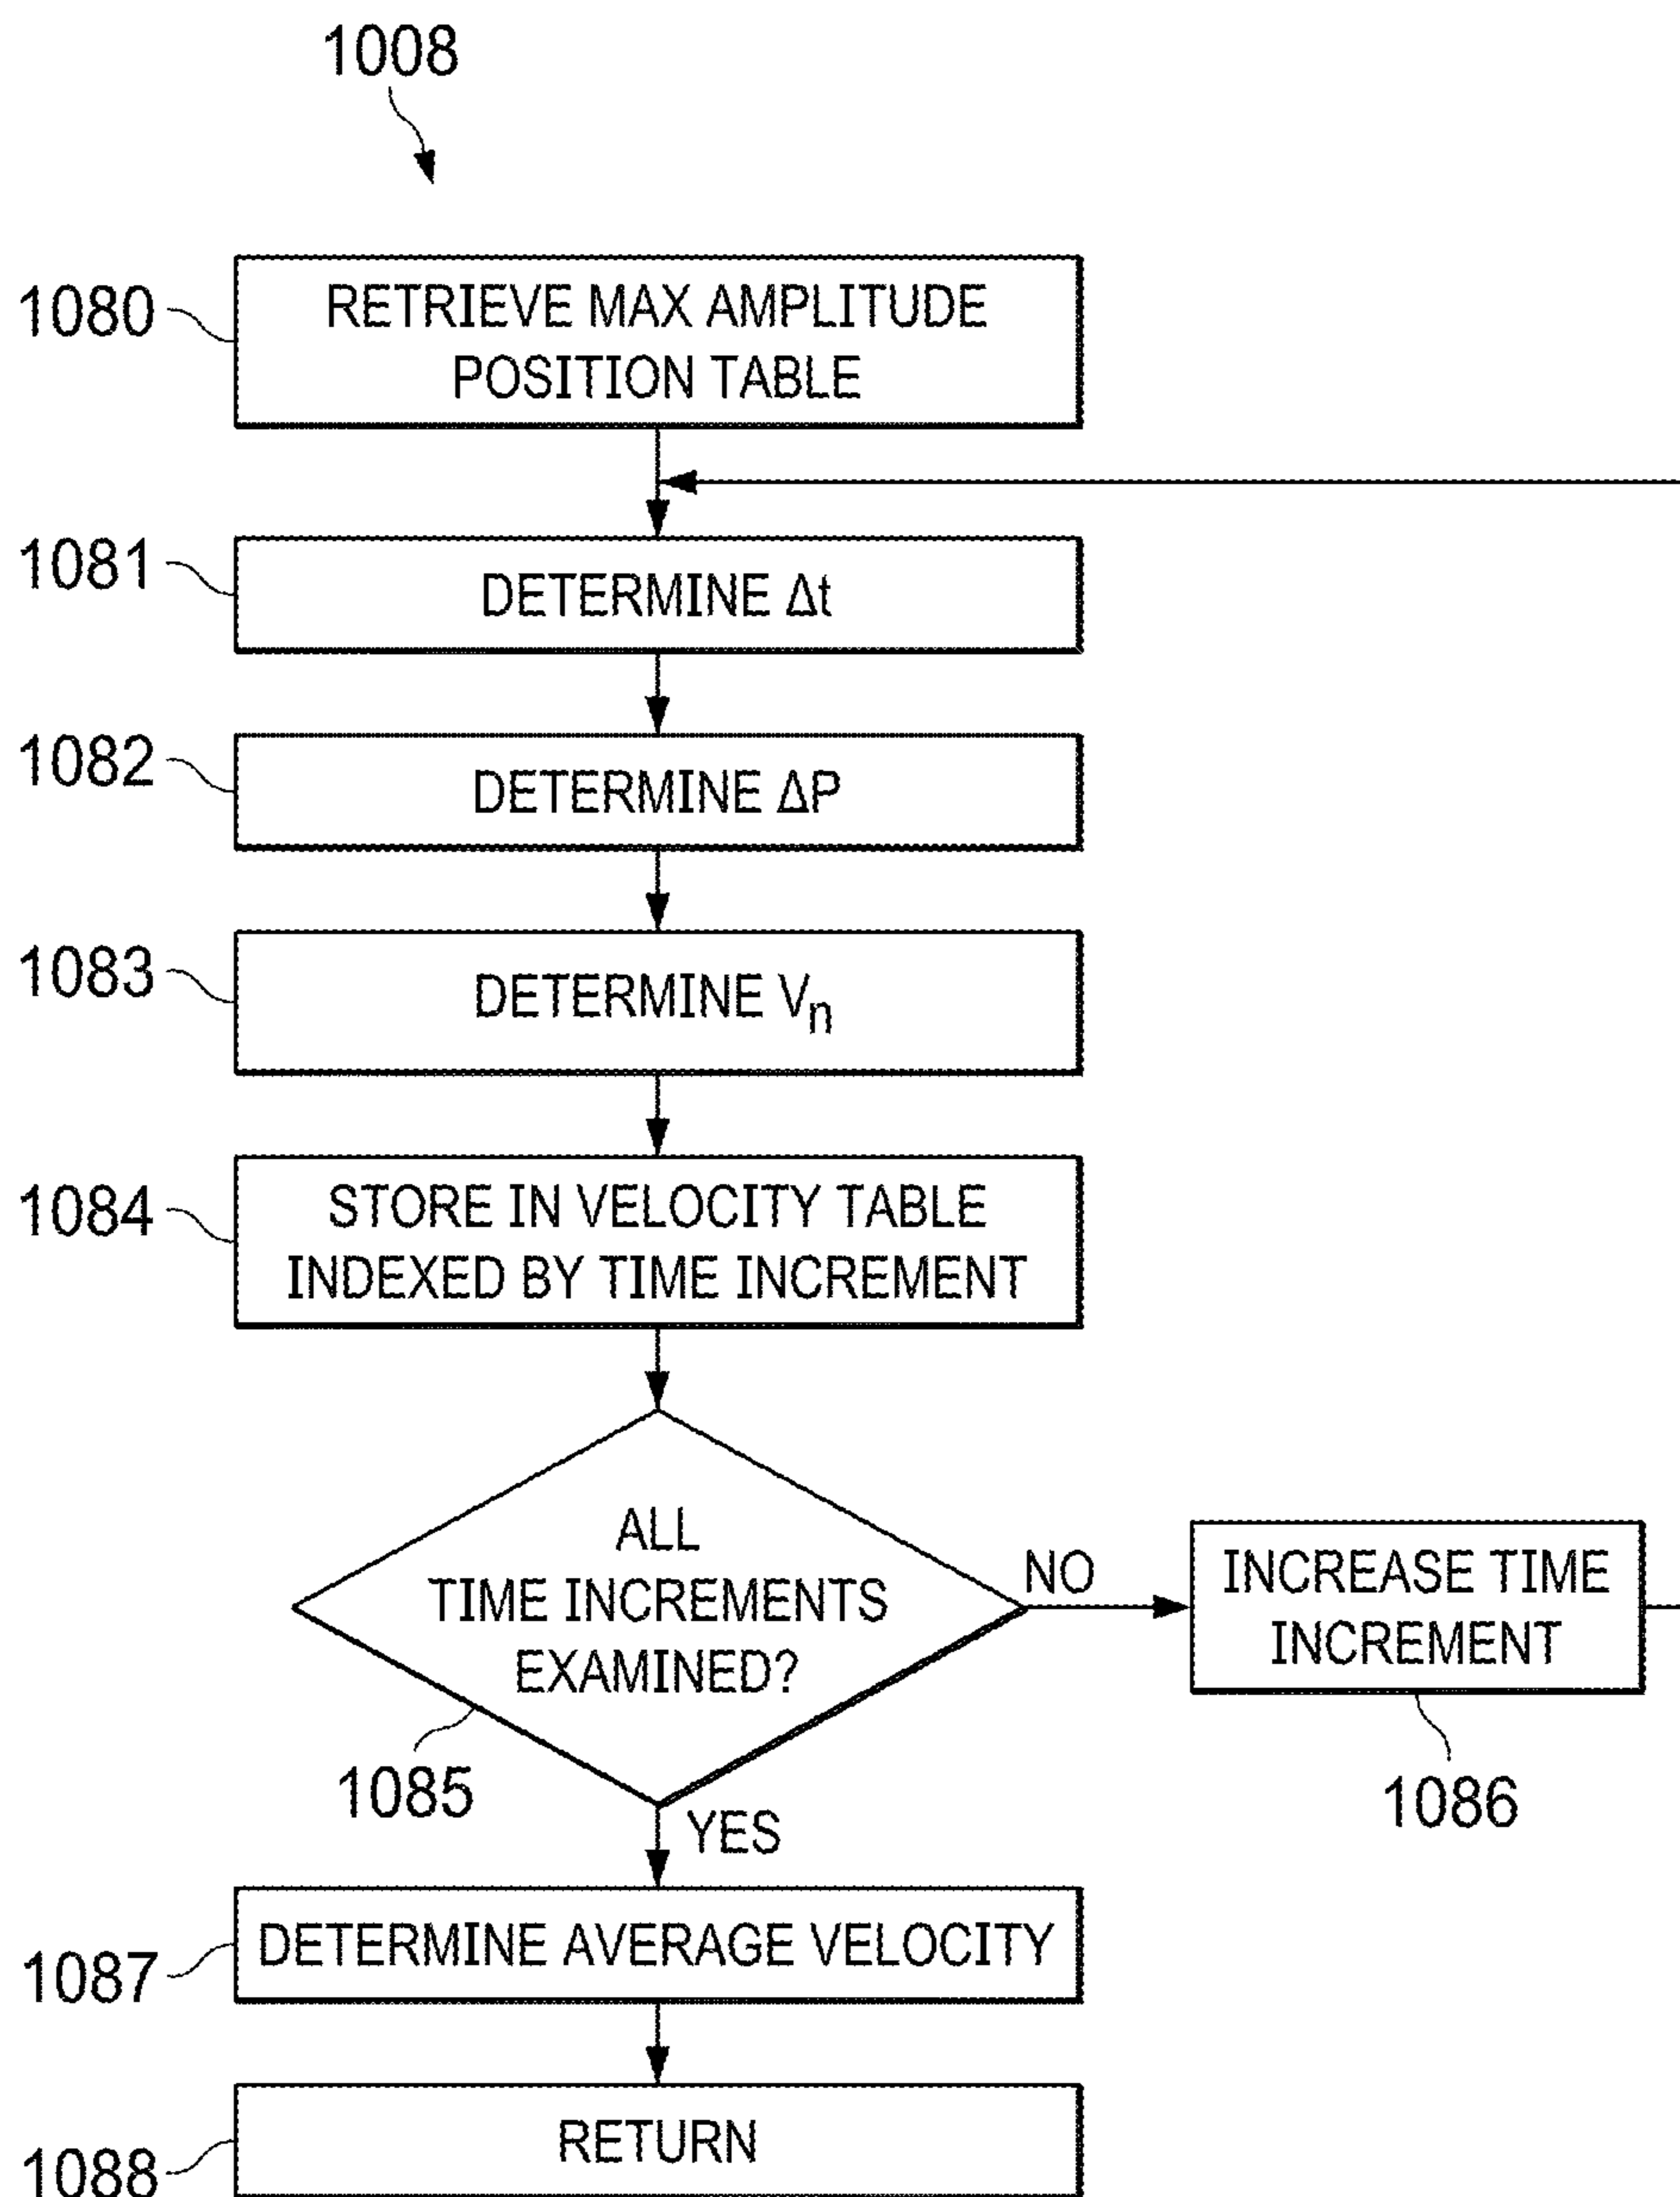 1008
1080
RETRIEVE MAX AMPLITUDE
POSITION TABLE
1081
DETERMINE Δt
1082
DETERMINE ΔP
1083
DETERMINE Vn
1084
STORE IN VELOCITY TABLE
INDEXED BY TIME INCREMENT
ALL
TIME INCREMENTS
EXAMINED?
1085
NO
INCREASE TIME
INCREMENT
1086
YES
1087
DETERMINE AVERAGE VELOCITY
1088
RETURN